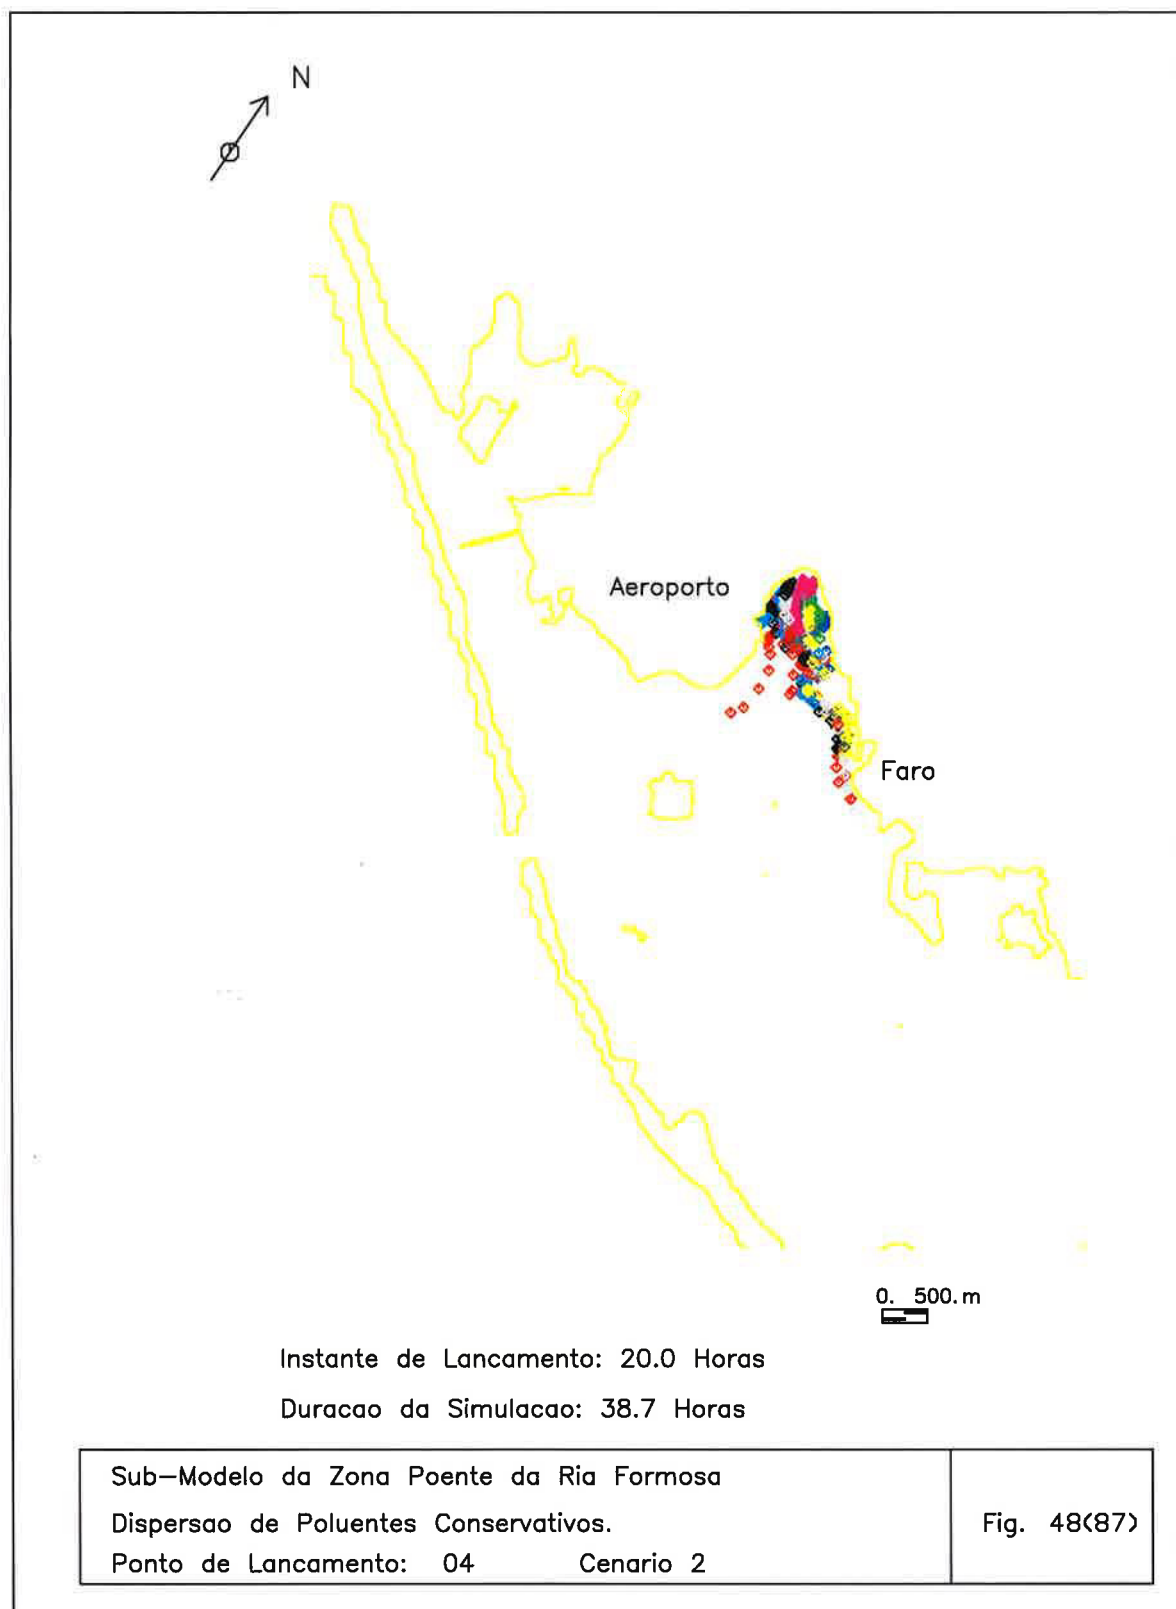 N
Aeroporto
Faro
0. 500.m
Instante de Lancamento: 20.0 Horas
Duracao da Simulacao: 38.7 Horas
Sub-Modelo da Zona Poente da Ria Formosa
Dispersao de Poluentes Conservativos.
Ponto de Lancamento: 04 Cenario 2
Fig. 48(87)